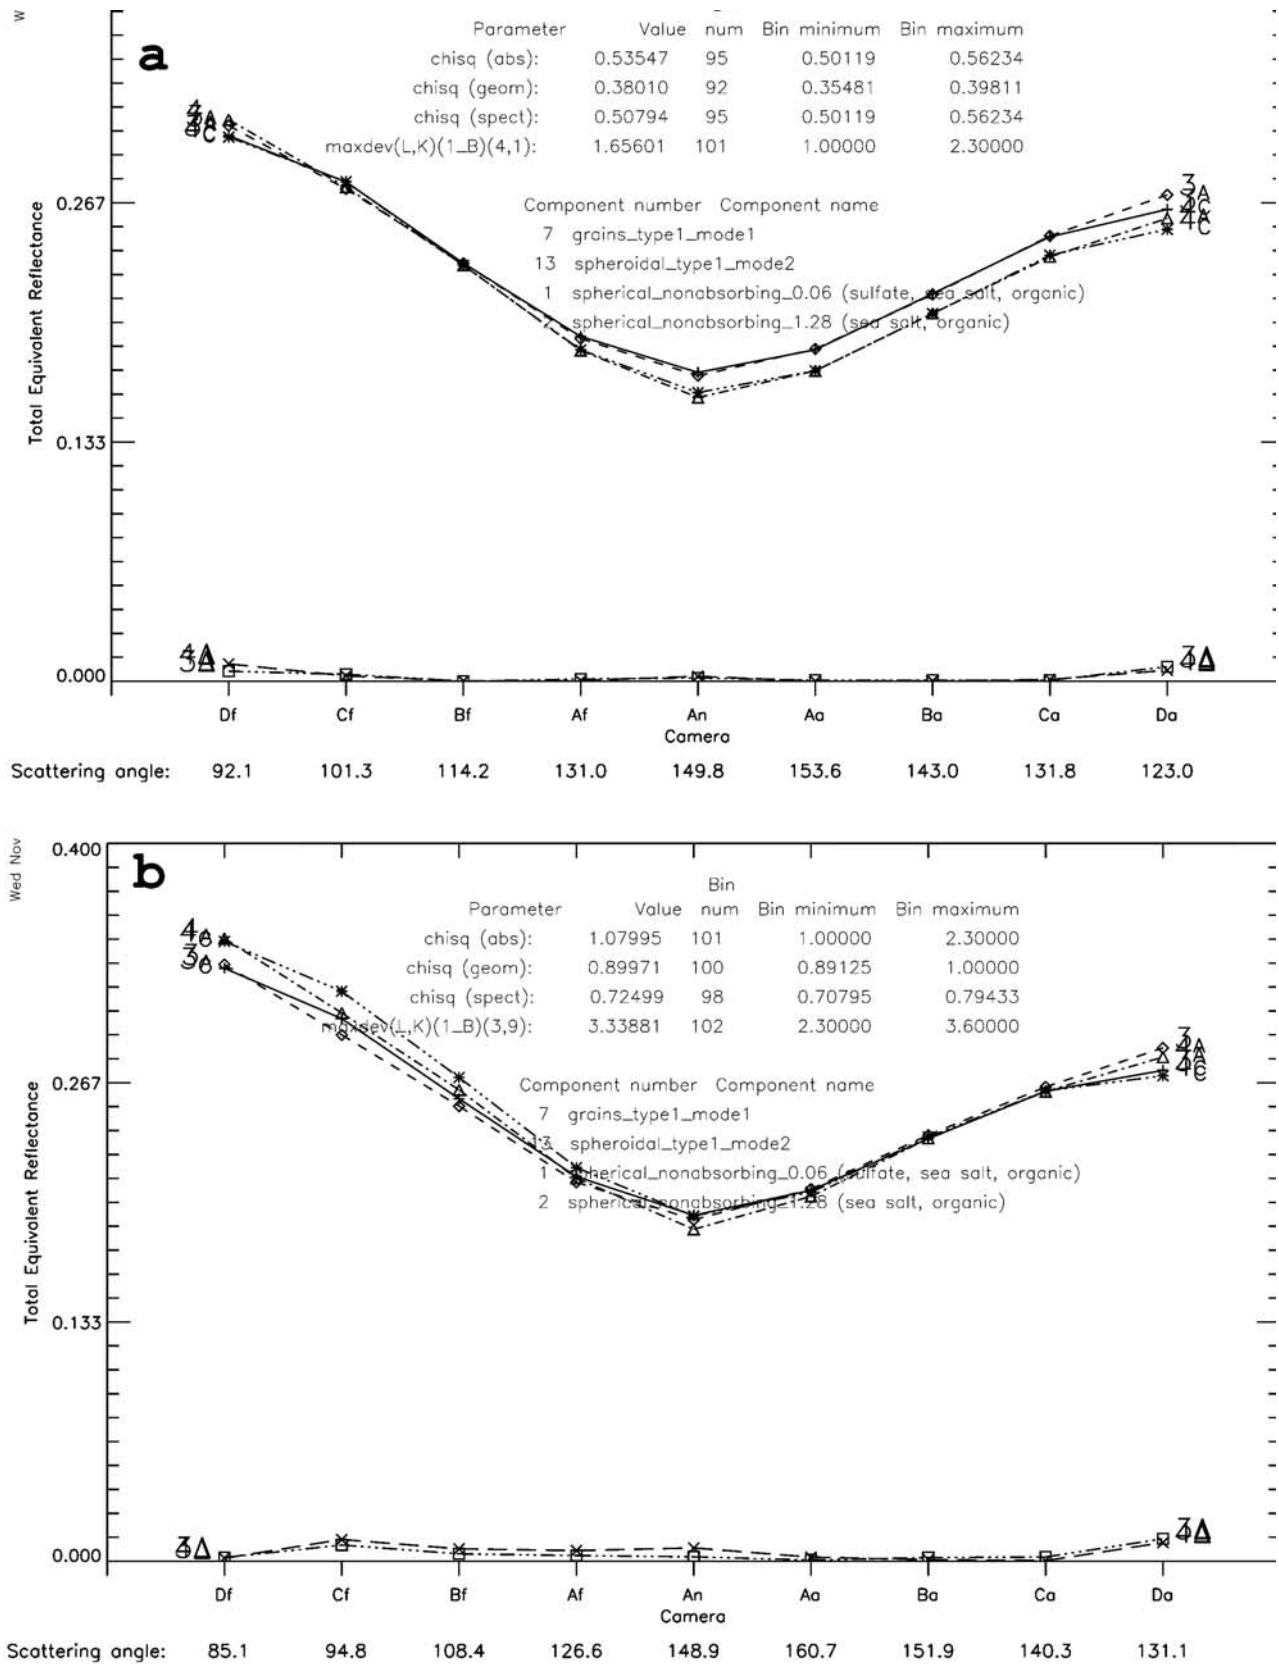 W
a
Parameter Value num Bin minimum Bin maximum
chisq (abs): 0.53547 95 0.50119 0.56234
chisq (geom): 0.38010 92 0.35481 0.39811
chisq (spect): 0.50794 95 0.50119 0.56234
maxdev(L,K)(1_B)(4,1): 1.65601 101 1.00000 2.30000
Component number Component name
7 grains_type1_mode1
13 spheroidal_type1_mode2
1 spherical_nonabsorbing_0.06 (sulfate, sea salt, organic)
2 spherical_nonabsorbing_1.28 (sea salt, organic)
Total Equivalent Reflectance
0.267
0.133
0.000
Df Cf Bf Af An Aa Ba Ca Da
Camera
Scattering angle: 92.1 101.3 114.2 131.0 149.8 153.6 143.0 131.8 123.0
Wed Nov
0.400
b
Bin
Parameter Value num Bin minimum Bin maximum
chisq (abs): 1.07995 101 1.00000 2.30000
chisq (geom): 0.89971 100 0.89125 1.00000
chisq (spect): 0.72499 98 0.70795 0.79433
maxdev(L,K)(1_B)(3,9): 3.33881 102 2.30000 3.60000
Component number Component name
7 grains_type1_mode1
13 spheroidal_type1_mode2
1 spherical_nonabsorbing_0.06 (sulfate, sea salt, organic)
2 spherical_nonabsorbing_1.28 (sea salt, organic)
Total Equivalent Reflectance
0.267
0.133
0.000
Df Cf Bf Af An Aa Ba Ca Da
Camera
Scattering angle: 85.1 94.8 108.4 126.6 148.9 160.7 151.9 140.3 131.1